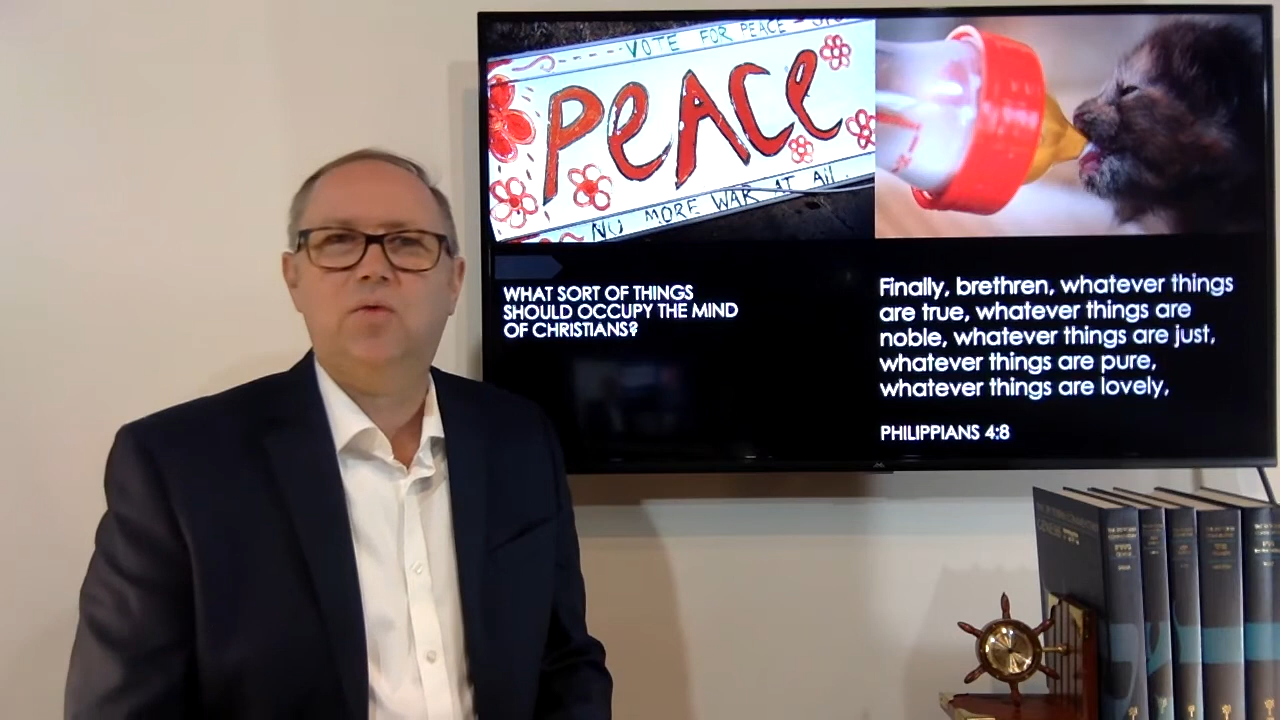 VOTE FOR PEACE
PeACe
NO MORE WAR AT All.
WHAT SORT OF THINGS
SHOULD OCCUPY THE MIND
OF CHRISTIANS?
Finally, brethren, whatever things
are true, whatever things are
noble, whatever things are just,
whatever things are pure,
whatever things are lovely,
PHILIPPIANS 4:8
GENESIS